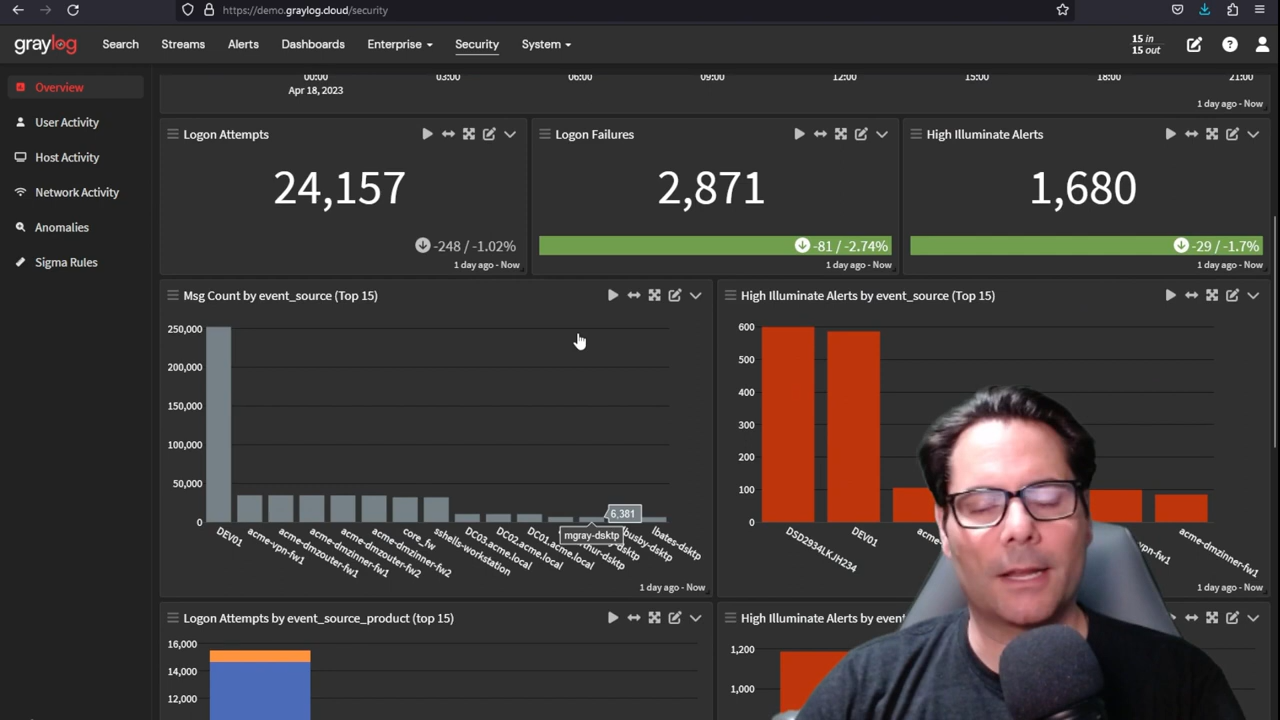 https://demo.graylog.cloud/security
graylog
Search
Streams
Alerts
Dashboards
Enterprise
Security
System
15 in
15 out
Overview
User Activity
Host Activity
Network Activity
Anomalies
Sigma Rules
00:00
03:00
06:00
09:00
12:00
15:00
18:00
21:00
Apr 18, 2023
1 day ago - Now
Logon Attempts
24,157
-248 / -1.02%
1 day ago - Now
Logon Failures
2,871
-81 / -2.74%
1 day ago - Now
High Illuminate Alerts
1,680
-29 / -1.7%
1 day ago - Now
Msg Count by event_source (Top 15)
250,000
200,000
150,000
100,000
50,000
0
DEV01
acme-vpn-fw1
acme-dmzouter-fw1
acme-dmzinner-fw1
acme-dmzouter-fw2
acme-dmzinner-fw2
core_fw
sshells-workstation
DC03.acme.local
DC02.acme.local
DC01.acme.local
6,381
mgray-dsktp
lbates-dsktp
1 day ago - Now
High Illuminate Alerts by event_source (Top 15)
600
500
400
300
200
100
0
DSD2934LKJH234
DEV01
acme-dmzinner-fw1
1 day ago - Now
Logon Attempts by event_source_product (top 15)
16,000
14,000
12,000
High Illuminate Alerts by
1,200
1,000